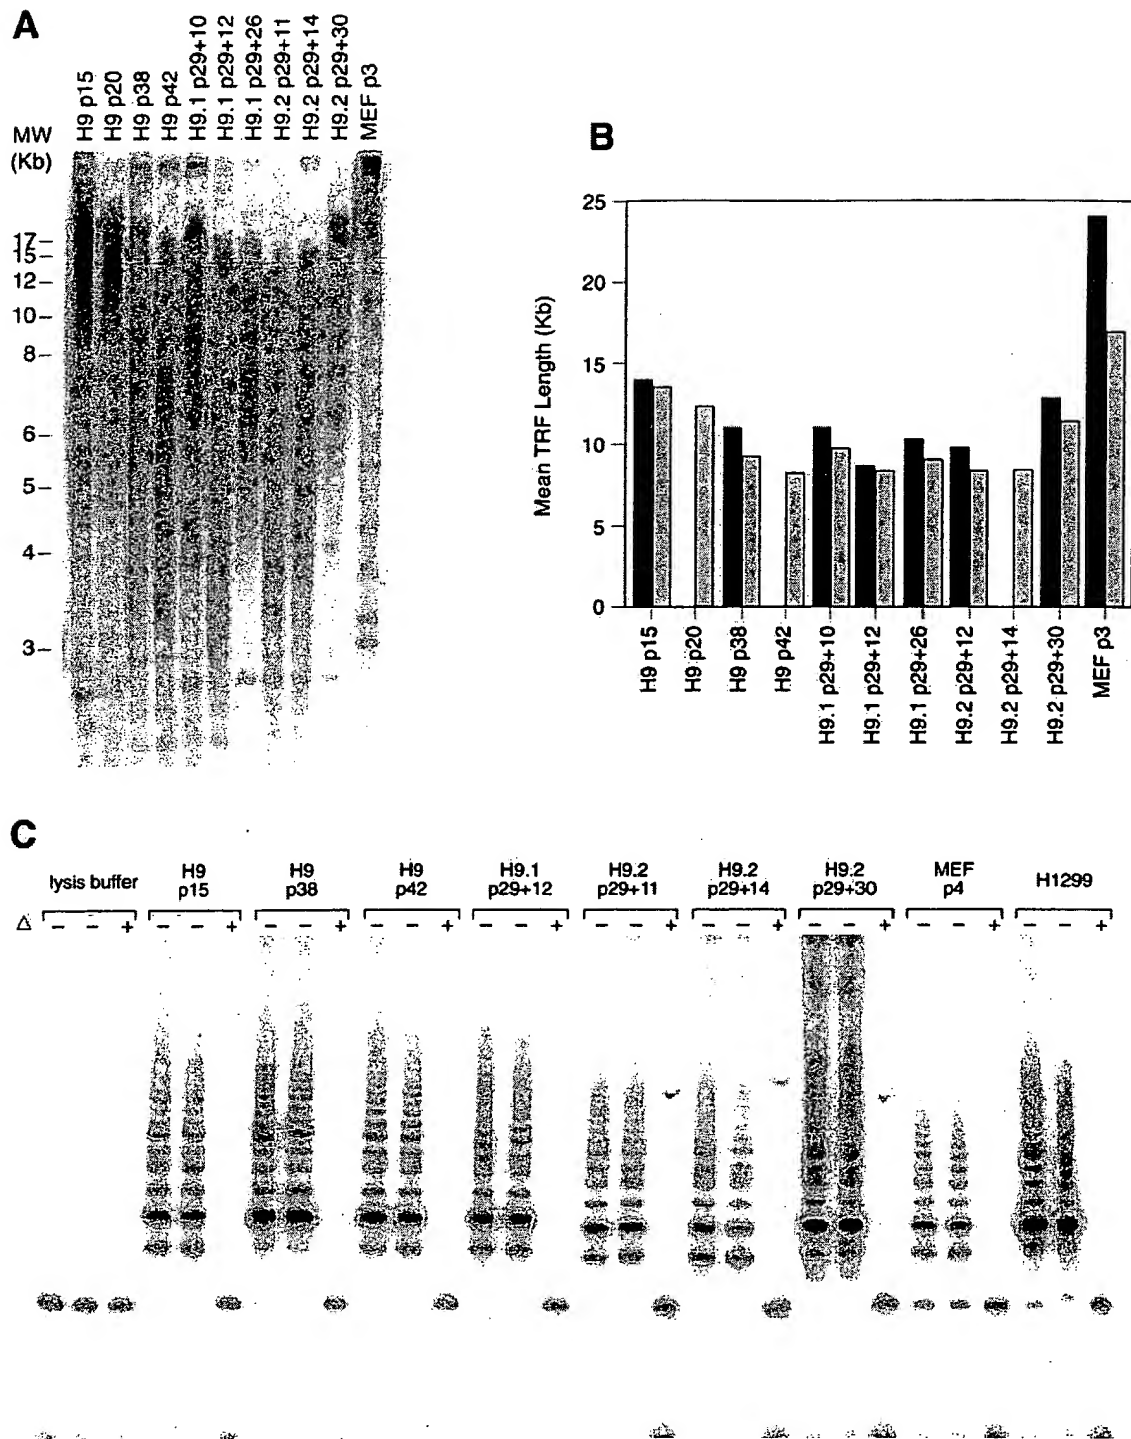 A
H9 p15
H9 p20
H9 p38
H9 p42
H9.1 p29+10
H9.1 p29+12
H9.1 p29+26
H9.2 p29+11
H9.2 p29+14
H9.2 p29+30
MEF p3
MW
(Kb)
17
15
12
10
8
6
5
4
3
B
Mean TRF Length (Kb)
25
20
15
10
5
0
H9 p15
H9 p20
H9 p38
H9 p42
H9.1 p29+10
H9.1 p29+12
H9.1 p29+26
H9.2 p29+12
H9.2 p29+14
H9.2 p29+30
MEF p3
C
lysis buffer
H9 p15
H9 p38
H9 p42
H9.1 p29+12
H9.2 p29+11
H9.2 p29+14
H9.2 p29+30
MEF p4
H1299
Δ - - + - - + - - + - - + - - + - - + - - + - - + - - + - - +